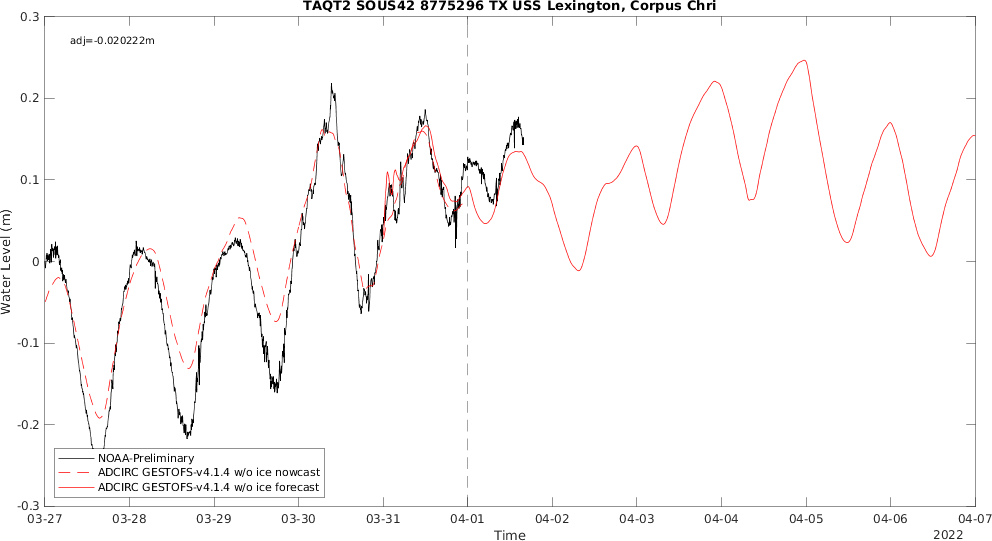 TAQT2 SOUS42 8775296 TX USS Lexington, Corpus Chri
adj=-0.020222m
0.3
0.2
0.1
0
-0.1
-0.2
-0.3
Water Level (m)
NOAA-Preliminary
ADCIRC GESTOFS-v4.1.4 w/o ice nowcast
ADCIRC GESTOFS-v4.1.4 w/o ice forecast
03-27 03-28 03-29 03-30 03-31 04-01 04-02 04-03 04-04 04-05 04-06 04-07
Time
2022